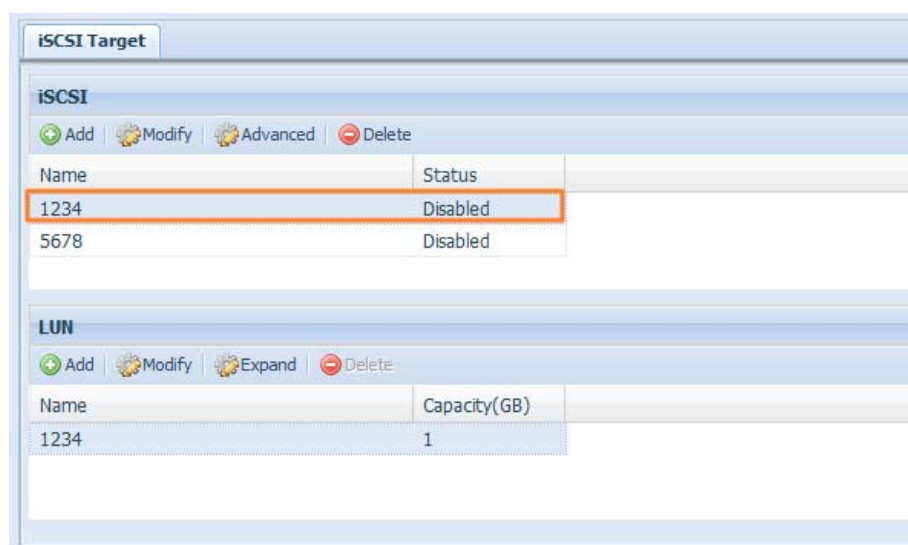 iSCSI Target
iSCSI
Add Modify Advanced Delete
Name Status
1234 Disabled
5678 Disabled
LUN
Add Modify Expand Delete
Name Capacity(GB)
1234 1